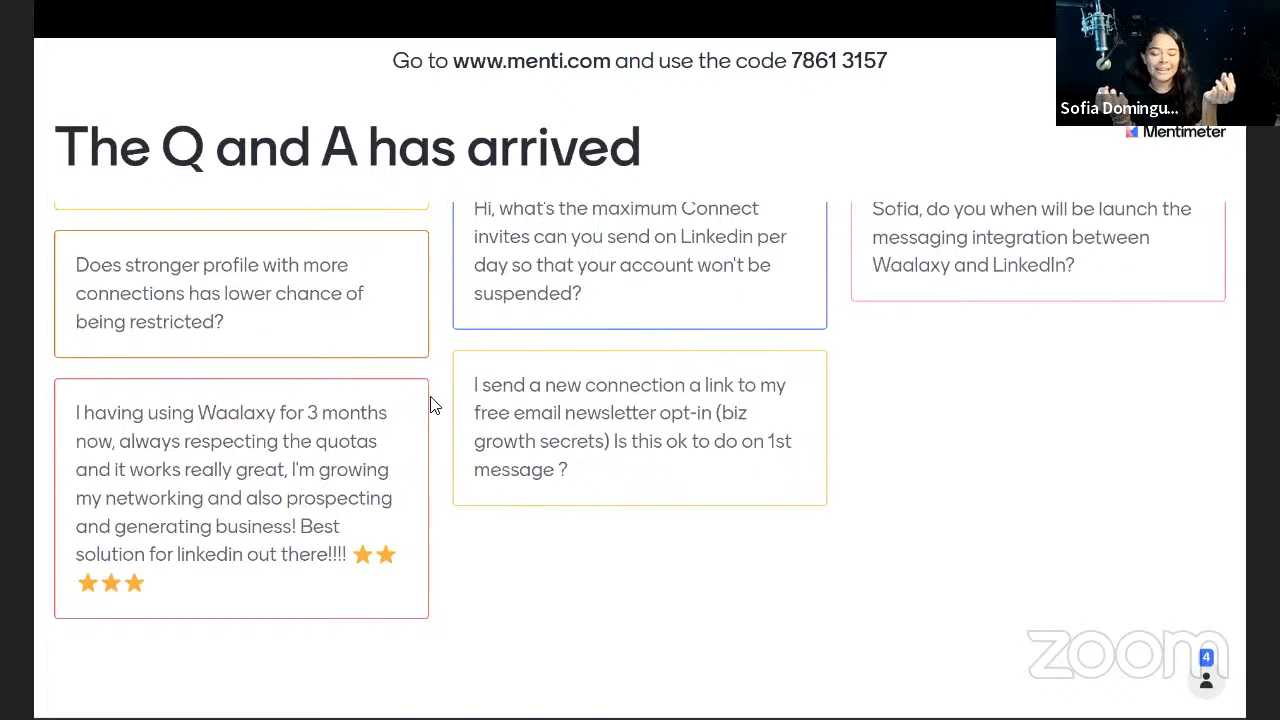 Go to www.menti.com and use the code 7861 3157
Sofia Domingu...
Mentimeter
The Q and A has arrived
Does stronger profile with more
connections has lower chance of
being restricted?
I having using Waalaxy for 3 months
now, always respecting the quotas
and it works really great, I'm growing
my networking and also prospecting
and generating business! Best
solution for linkedin out there!!!! ⭐⭐
⭐⭐⭐
Hi, what's the maximum Connect
invites can you send on Linkedin per
day so that your account won't be
suspended?
I send a new connection a link to my
free email newsletter opt-in (biz
growth secrets) Is this ok to do on 1st
message ?
Sofia, do you when will be launch the
messaging integration between
Waalaxy and LinkedIn?
zoom
4